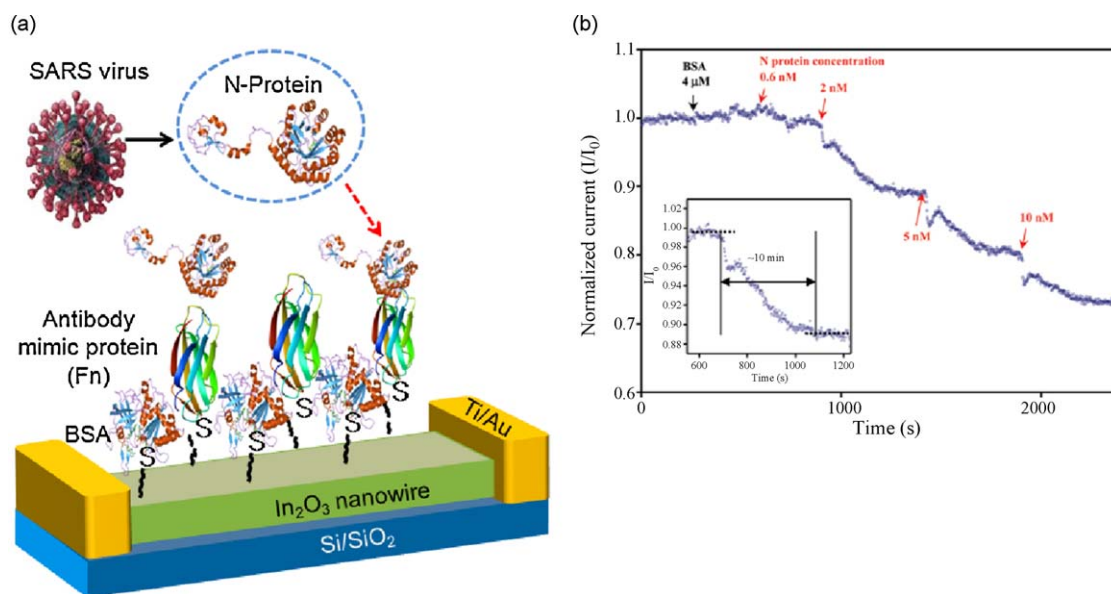 (a)
SARS virus
N-Protein
Antibody
mimic protein
(Fn)
BSA
S
S
S
S
S
S
Ti/Au
In₂O₃ nanowire
Si/SiO₂
(b)
Normalized current (I/I₀)
1.1
1.0
0.9
0.8
0.7
0.6
BSA
4 µM
N protein concentration
0.6 nM
2 nM
5 nM
10 nM
I/I₀
1.02
1.00
0.98
0.96
0.94
0.92
0.90
0.88
~10 min
600
800
1000
1200
Time (s)
0
1000
2000
Time (s)